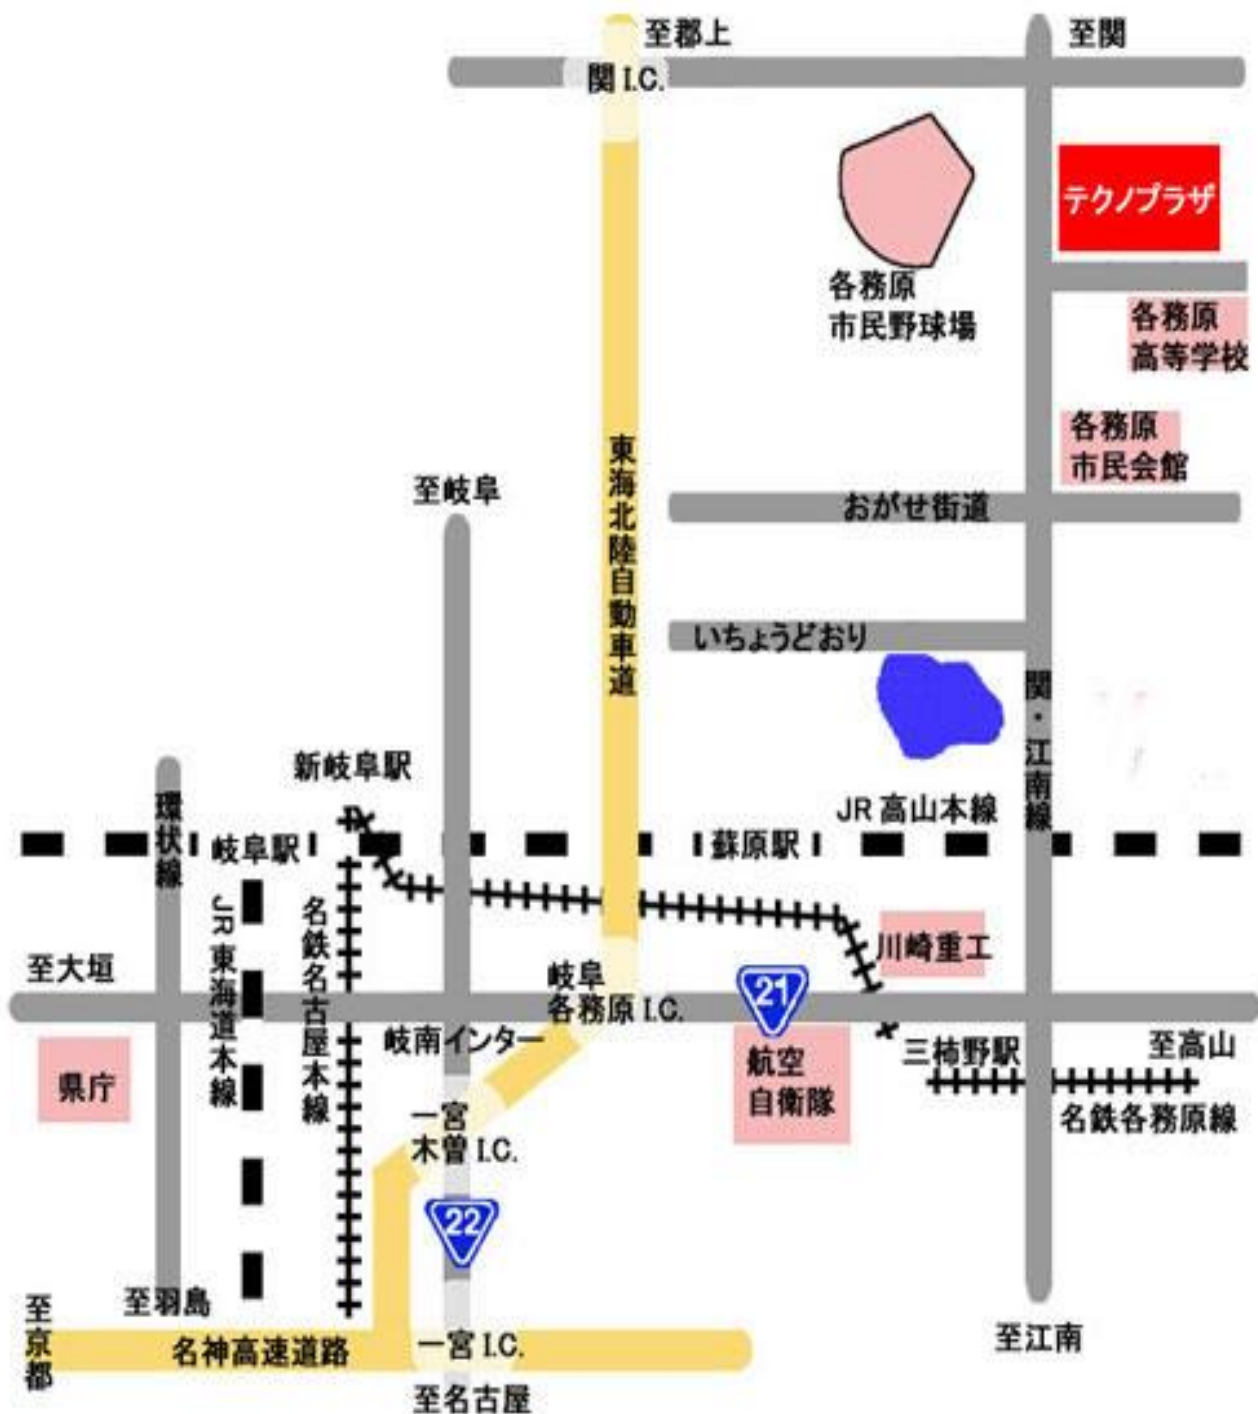 至郡上
至関
関 I.C.
テクノプラザ
各務原
市民野球場
各務原
高等学校
各務原
市民会館
東海北陸自動車道
至岐阜
おがせ街道
いちょうどおり
関・江南線
新岐阜駅
環状線
JR 高山本線
岐阜駅
蘇原駅
JR東海道本線
名鉄名古屋本線
川崎重工
至大垣
岐阜
各務原 I.C.
21
岐南インター
三柿野駅
至高山
県庁
航空
自衛隊
名鉄各務原線
一宮
木曽 I.C.
22
至羽島
至京都
名神高速道路
一宮 I.C.
至江南
至名古屋